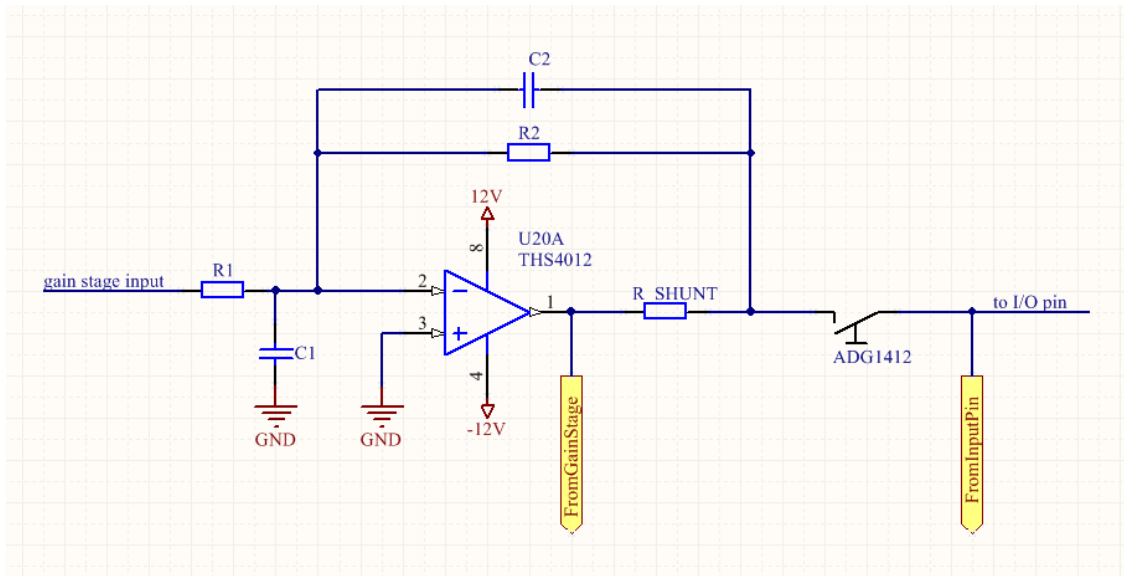 C2
R2
12V
8
U20A
THS4012
gain stage input
R1
2
1
R_SHUNT
to I/O pin
3
C1
ADG1412
4
-12V
GND
GND
FromGainStage
FromInputPin